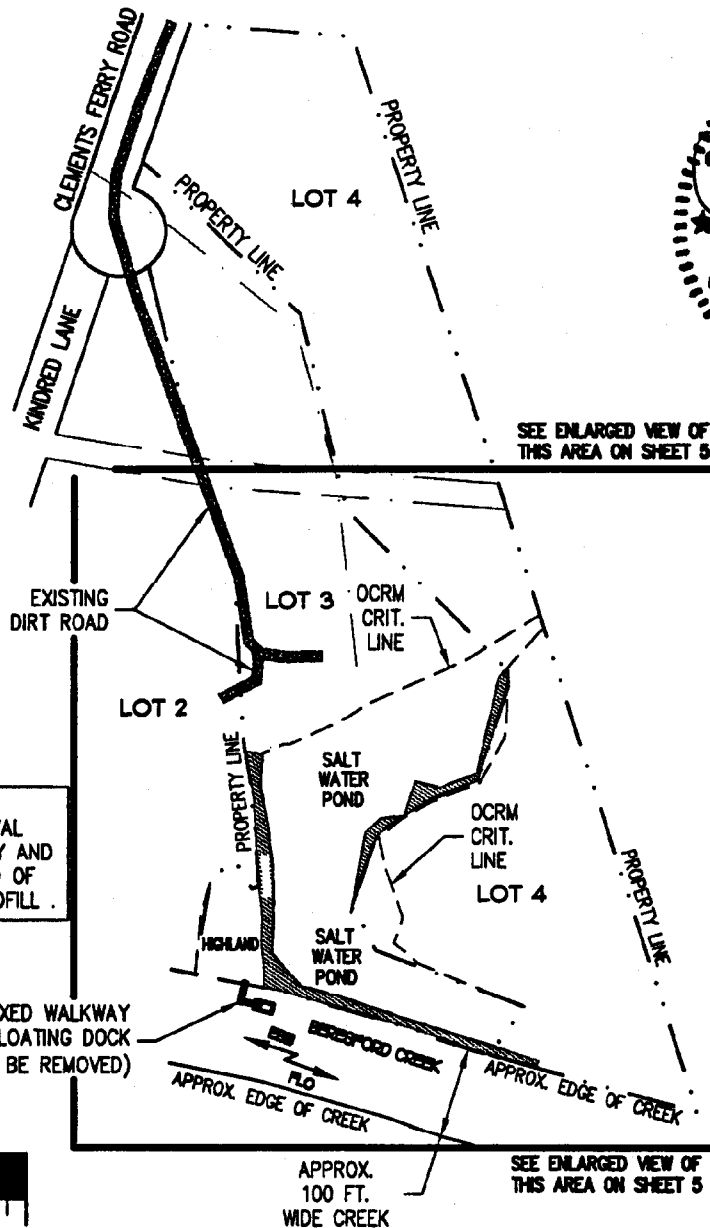 CLEMENTS FERRY ROAD
PROPERTY LINE
PROPERTY LINE
LOT 4
KINDRED LANE
SEE ENLARGED VIEW OF
THIS AREA ON SHEET 5
EXISTING
DIRT ROAD
LOT 3
OCRM
CRIT.
LINE
LOT 2
PROPERTY LINE
SALT
WATER
POND
OCRM
CRIT.
LINE
LOT 4
PROPERTY LINE
AND
OF
HIGHLAND
SALT
WATER
POND
WALKWAY
DOCK
BE REMOVED)
EBB
FLO
BERESFORD CREEK
APPROX. EDGE OF CREEK
APPROX. EDGE OF CREEK
APPROX.
100 FT.
WIDE CREEK
SEE ENLARGED VIEW OF
THIS AREA ON SHEET 5